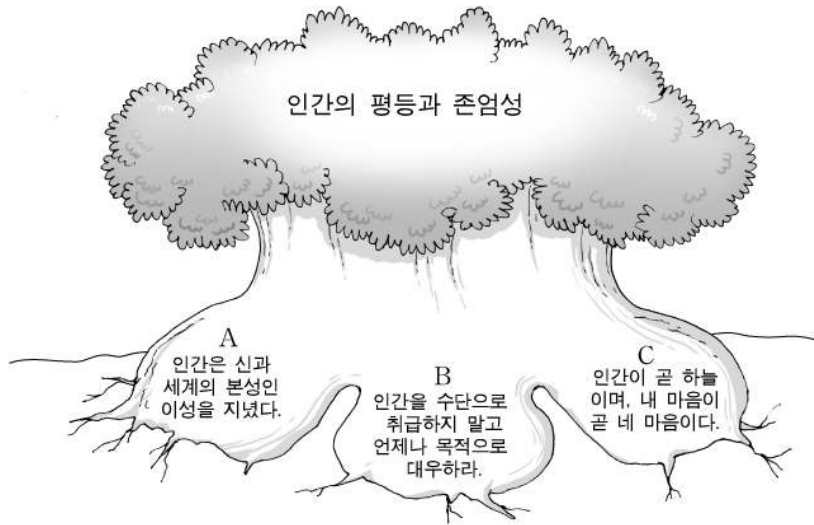 인간의 평등과 존엄성
A
인간은 신과
세계의 본성인
이성을 지녔다.
B
인간을 수단으로
취급하지 말고
언제나 목적으로
대우하라.
C
인간이 곧 하늘
이며, 내 마음이
곧 네 마음이다.